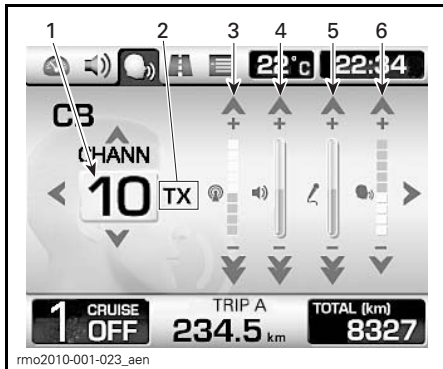 1 2 3 4 5 6
22°c 22:34
CB
CHANN
10 TX
+ + + +
− − − −
1 CRUISE OFF
TRIP A
234.5 km
TOTAL (km)
8327
rmo2010-001-023_aen